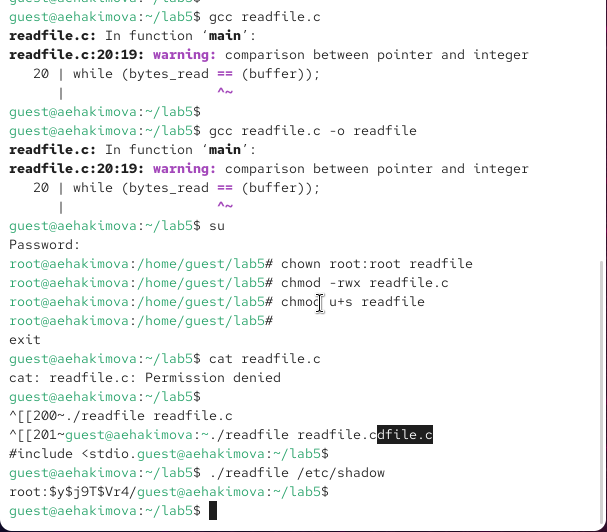 guest@aehakimova:~/lab5$ gcc readfile.c
readfile.c: In function ‘main’:
readfile.c:20:19: warning: comparison between pointer and integer
20 | while (bytes_read == (buffer));
| ^~
guest@aehakimova:~/lab5$
guest@aehakimova:~/lab5$ gcc readfile.c -o readfile
readfile.c: In function ‘main’:
readfile.c:20:19: warning: comparison between pointer and integer
20 | while (bytes_read == (buffer));
| ^~
guest@aehakimova:~/lab5$ su
Password:
root@aehakimova:/home/guest/lab5# chown root:root readfile
root@aehakimova:/home/guest/lab5# chmod -rwx readfile.c
root@aehakimova:/home/guest/lab5# chmod u+s readfile
root@aehakimova:/home/guest/lab5#
exit
guest@aehakimova:~/lab5$ cat readfile.c
cat: readfile.c: Permission denied
guest@aehakimova:~/lab5$
^[[200~./readfile readfile.c
^[[201~guest@aehakimova:~./readfile readfile.cdfile.c
#include <stdio.guest@aehakimova:~/lab5$
guest@aehakimova:~/lab5$ ./readfile /etc/shadow
root:$y$j9T$Vr4/guest@aehakimova:~/lab5$
guest@aehakimova:~/lab5$